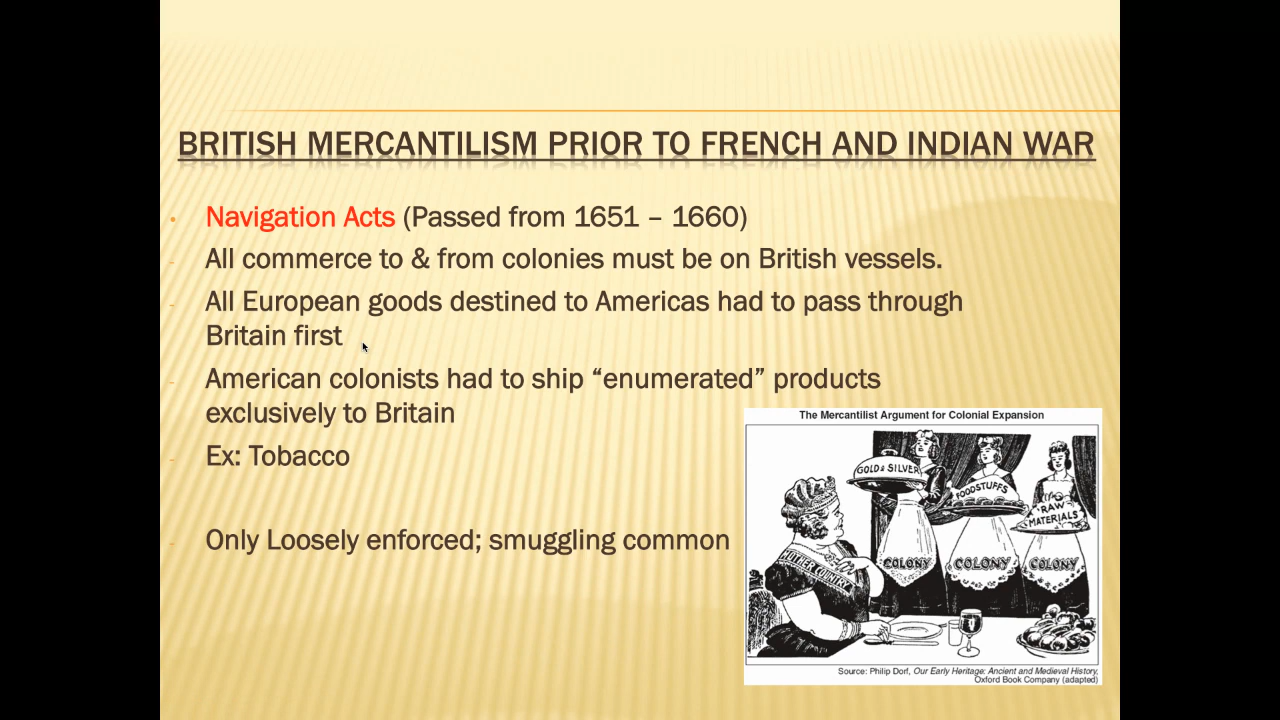 BRITISH MERCANTILISM PRIOR TO FRENCH AND INDIAN WAR
• Navigation Acts (Passed from 1651 – 1660)
- All commerce to & from colonies must be on British vessels.
- All European goods destined to Americas had to pass through
Britain first
- American colonists had to ship “enumerated” products
exclusively to Britain
- Ex: Tobacco
- Only Loosely enforced; smuggling common
The Mercantilist Argument for Colonial Expansion
GOLD & SILVER
FOODSTUFFS
RAW
MATERIALS
MOTHER COUNTRY
COLONY
COLONY
COLONY
Source: Philip Dorf, Our Early Heritage: Ancient and Medieval History,
Oxford Book Company (adapted)